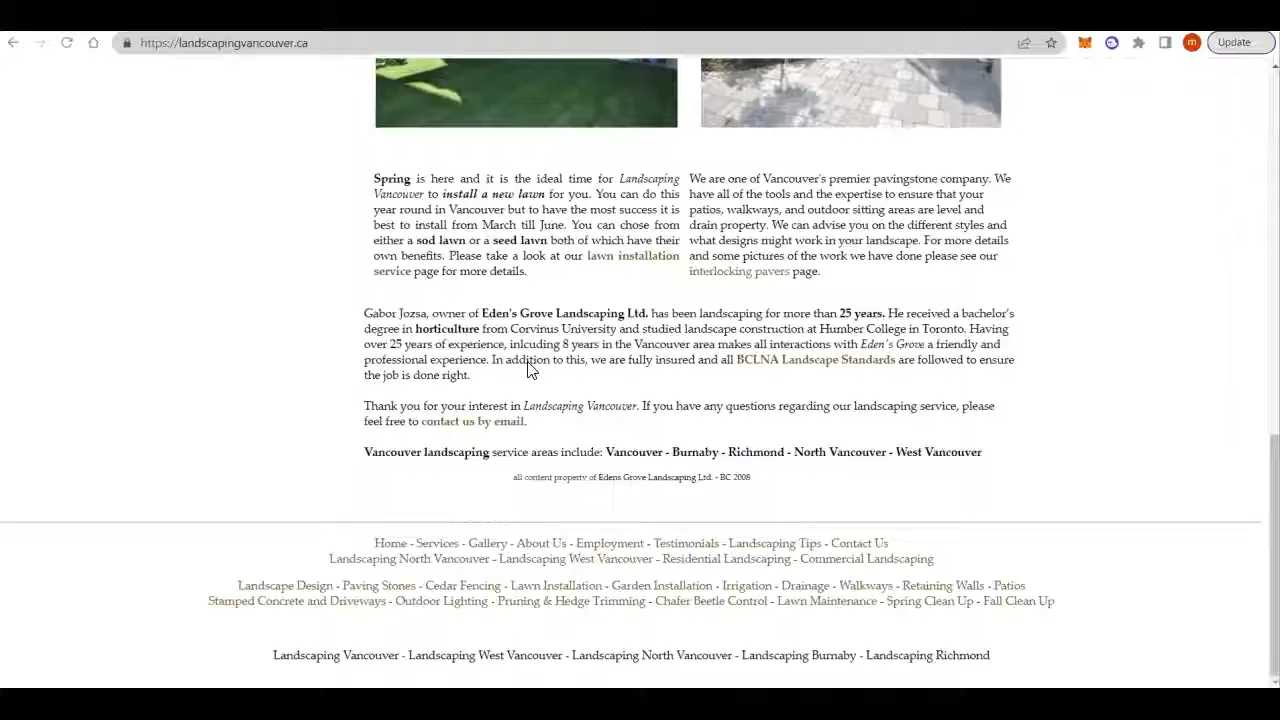 https://landscapingvancouver.ca
m
Update
Spring is here and it is the ideal time for Landscaping
Vancouver to install a new lawn for you. You can do this
year round in Vancouver but to have the most success it is
best to install from March till June. You can chose from
either a sod lawn or a seed lawn both of which have their
own benefits. Please take a look at our lawn installation
service page for more details.
We are one of Vancouver's premier pavingstone company. We
have all of the tools and the expertise to ensure that your
patios, walkways, and outdoor sitting areas are level and
drain property. We can advise you on the different styles and
what designs might work in your landscape. For more details
and some pictures of the work we have done please see our
interlocking pavers page.
Gabor Jozsa, owner of Eden's Grove Landscaping Ltd. has been landscaping for more than 25 years. He received a bachelor's
degree in horticulture from Corvinus University and studied landscape construction at Humber College in Toronto. Having
over 25 years of experience, inlcuding 8 years in the Vancouver area makes all interactions with Eden's Grove a friendly and
professional experience. In addition to this, we are fully insured and all BCLNA Landscape Standards are followed to ensure
the job is done right.
Thank you for your interest in Landscaping Vancouver. If you have any questions regarding our landscaping service, please
feel free to contact us by email.
Vancouver landscaping service areas include: Vancouver - Burnaby - Richmond - North Vancouver - West Vancouver
all content property of Edens Grove Landscaping Ltd. - BC 2008
Home - Services - Gallery - About Us - Employment - Testimonials - Landscaping Tips - Contact Us
Landscaping North Vancouver - Landscaping West Vancouver - Residential Landscaping - Commercial Landscaping
Landscape Design - Paving Stones - Cedar Fencing - Lawn Installation - Garden Installation - Irrigation - Drainage - Walkways - Retaining Walls - Patios
Stamped Concrete and Driveways - Outdoor Lighting - Pruning & Hedge Trimming - Chafer Beetle Control - Lawn Maintenance - Spring Clean Up - Fall Clean Up
Landscaping Vancouver - Landscaping West Vancouver - Landscaping North Vancouver - Landscaping Burnaby - Landscaping Richmond